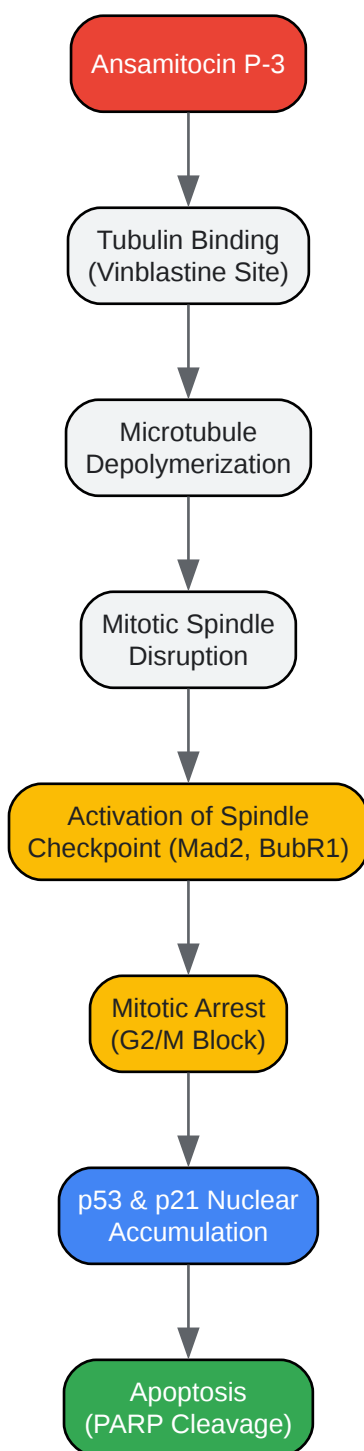 Ansamitocin P-3
Tubulin Binding
(Vinblastine Site)
Microtubule
Depolymerization
Mitotic Spindle
Disruption
Activation of Spindle
Checkpoint (Mad2, BubR1)
Mitotic Arrest
(G2/M Block)
p53 & p21 Nuclear
Accumulation
Apoptosis
(PARP Cleavage)